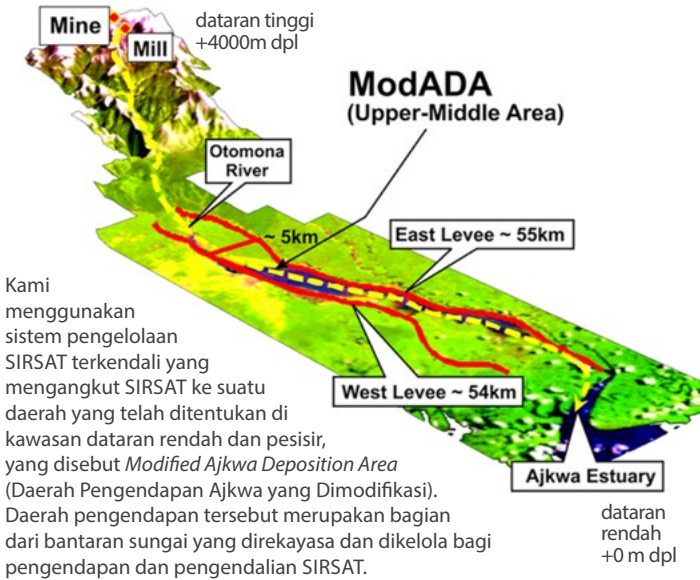 Mine
Mill
dataran tinggi
+4000m dpl
ModADA
(Upper-Middle Area)
Otomona
River
~ 5km
East Levee ~ 55km
West Levee ~ 54km
Kami
menggunakan
sistem pengelolaan
SIRSAT terkendali yang
mengangkut SIRSAT ke suatu
daerah yang telah ditentukan di
kawasan dataran rendah dan pesisir,
yang disebut Modified Ajkwa Deposition Area
(Daerah Pengendapan Ajkwa yang Dimodifikasi).
Daerah pengendapan tersebut merupakan bagian
dari bantaran sungai yang direkayasa dan dikelola bagi
pengendapan dan pengendalian SIRSAT.
Ajkwa Estuary
dataran
rendah
+0 m dpl